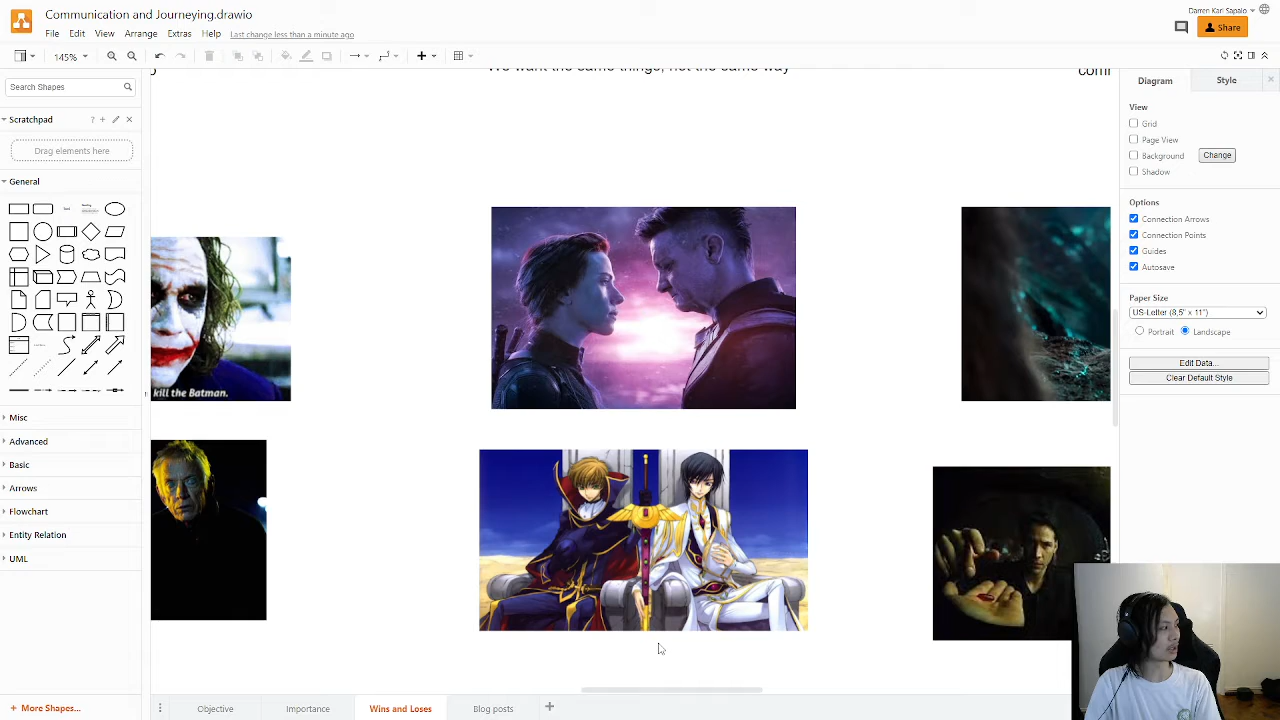 Communication and Journeying.drawio
Darren Karl Sapalo
File Edit View Arrange Extras Help Last change less than a minute ago
Share
145%
We want the same things, not the same way
Search Shapes
Scratchpad
Drag elements here
General
Misc
Advanced
Basic
Arrows
Flowchart
Entity Relation
UML
+ More Shapes...
kill the Batman.
Diagram
Style
View
Grid
Page View
Background
Change
Shadow
Options
Connection Arrows
Connection Points
Guides
Autosave
Paper Size
US-Letter (8,5" x 11")
Portrait
Landscape
Edit Data...
Clear Default Style
Objective
Importance
Wins and Loses
Blog posts